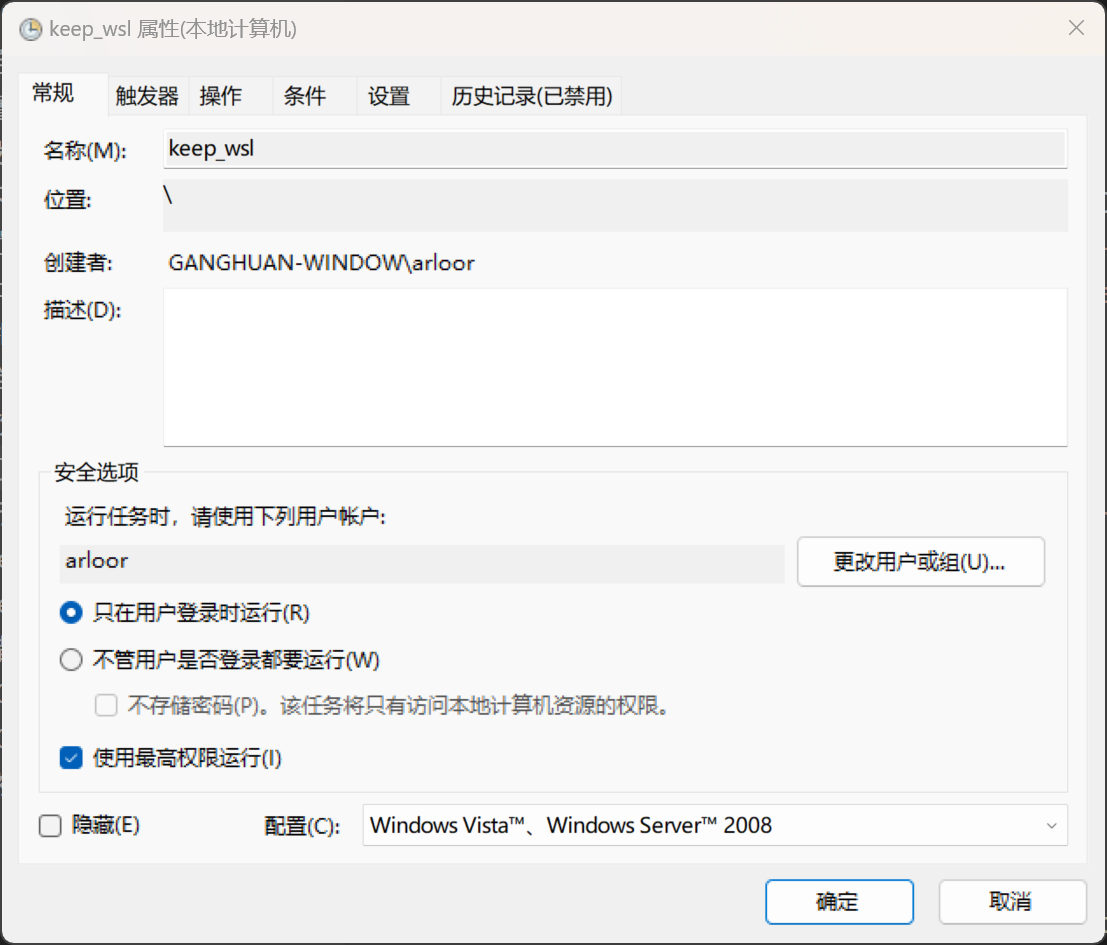 keep_wsl 属性(本地计算机)
常规 触发器 操作 条件 设置 历史记录(已禁用)
名称(M): keep_wsl
位置: \
创建者: GANGHUAN-WINDOW\arloor
描述(D):
安全选项
运行任务时，请使用下列用户帐户:
arloor 更改用户或组(U)...
只在用户登录时运行(R)
不管用户是否登录都要运行(W)
不存储密码(P)。该任务将只有访问本地计算机资源的权限。
使用最高权限运行(I)
隐藏(E) 配置(C): Windows Vista™、Windows Server™ 2008
确定 取消